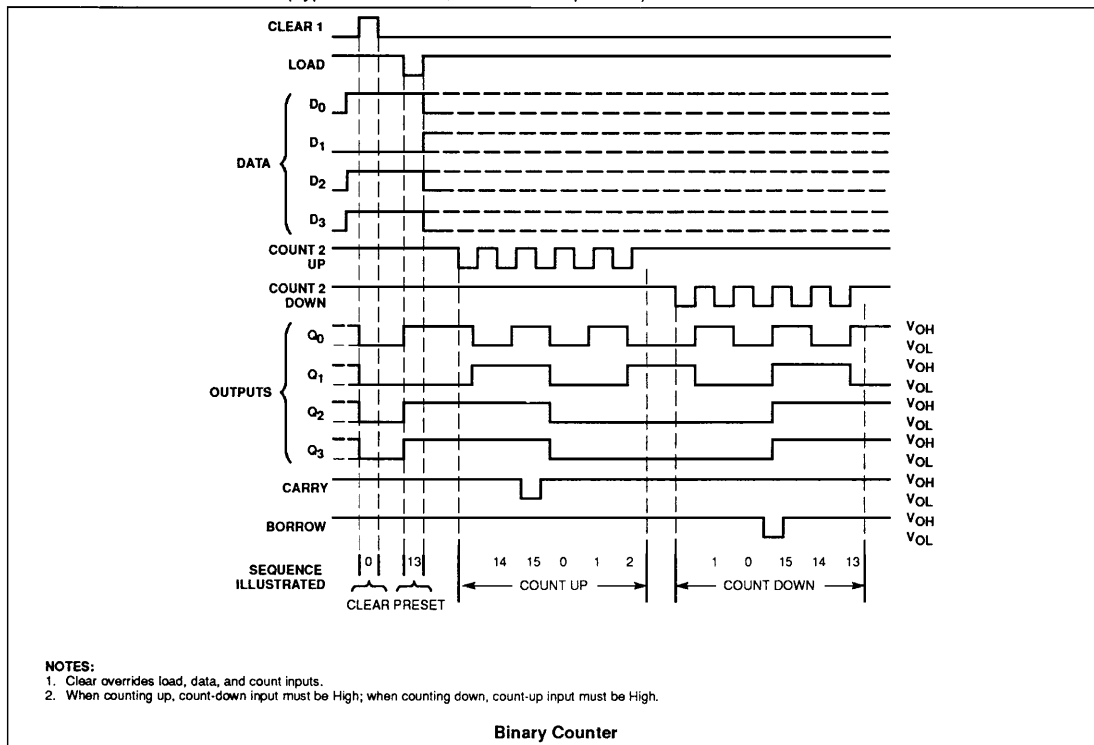 CLEAR 1
LOAD
DATA
D0
D1
D2
D3
COUNT 2
UP
COUNT 2
DOWN
OUTPUTS
Q0 VOH
VOL
Q1 VOH
VOL
Q2 VOH
VOL
Q3 VOH
VOL
CARRY VOH
VOL
BORROW VOH
VOL
SEQUENCE
ILLUSTRATED
0 13 14 15 0 1 2 1 0 15 14 13
COUNT UP COUNT DOWN
CLEAR PRESET
NOTES:
1. Clear overrides load, data, and count inputs.
2. When counting up, count-down input must be High; when counting down, count-up input must be High.
Binary Counter